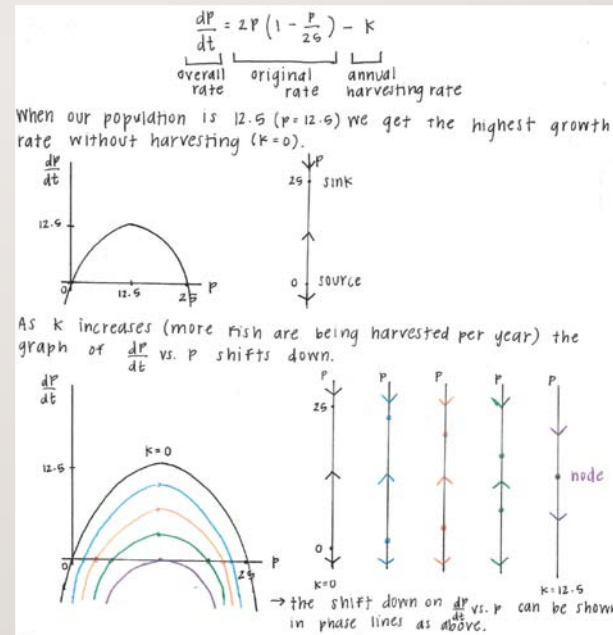 dP/dt = 2P (1 - P/25) - K
overall rate
original rate
annual harvesting rate
When our population is 12.5 (P = 12.5) we get the highest growth
rate without harvesting (K=0).
dP/dt
12.5
0
12.5
25
P
P
25
sink
0
source
As K increases (more fish are being harvested per year) the
graph of dP/dt vs. P shifts down.
dP/dt
K=0
12.5
0
25
P
P
P
P
P
P
25
0
node
K=0
K=12.5
→ the shift down on dP/dt vs. P can be shown
in phase lines as above.